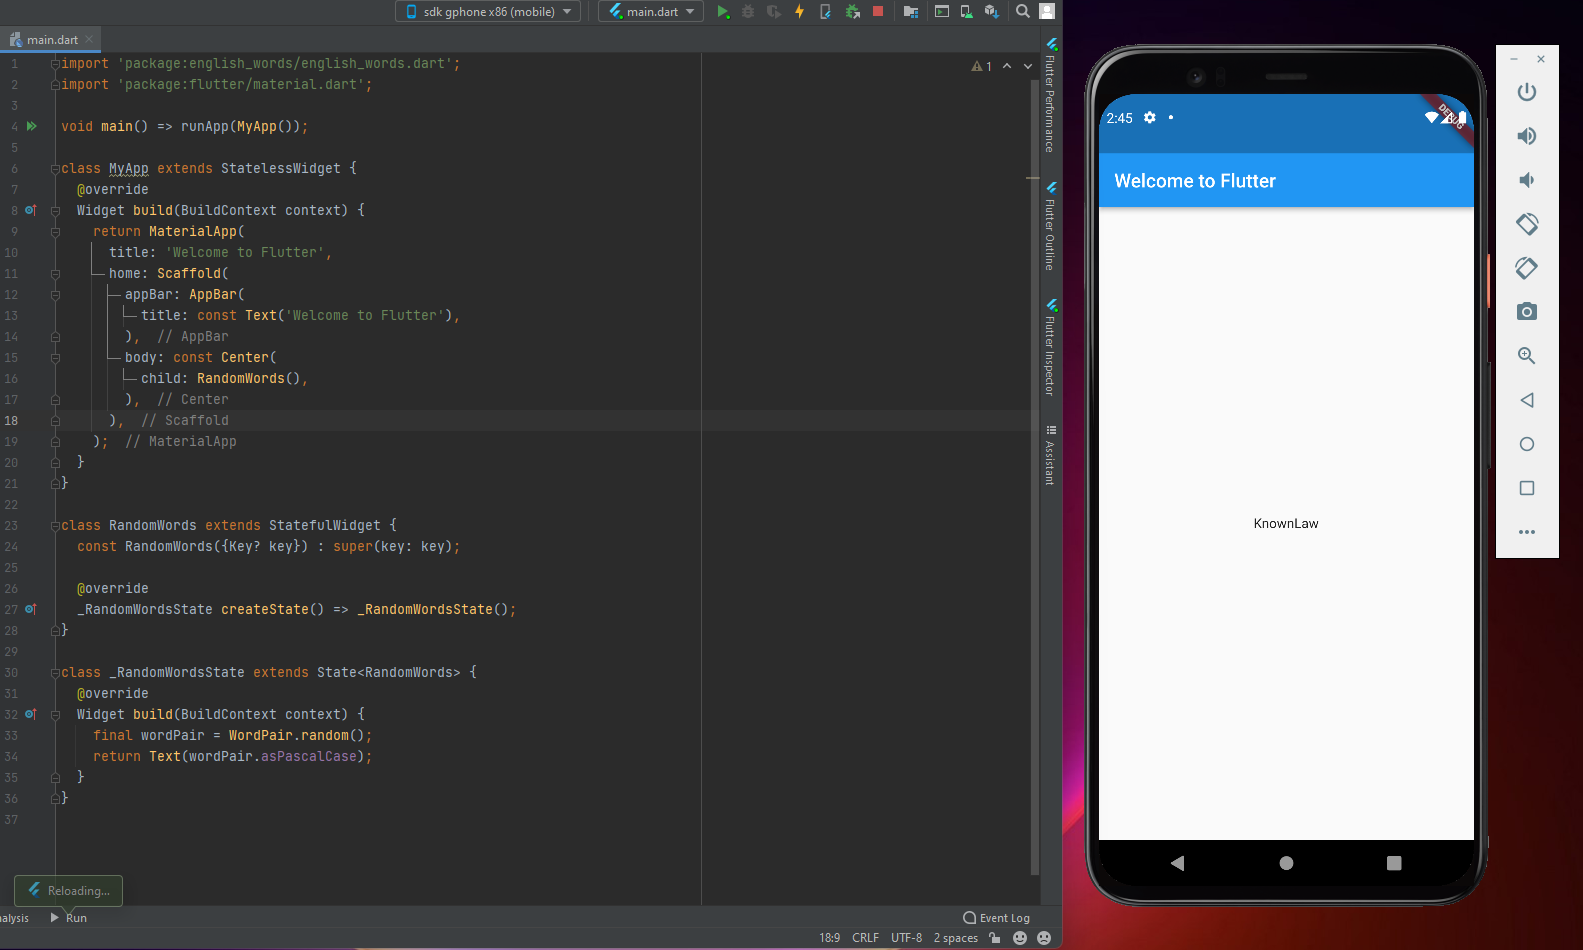 sdk gphone x86 (mobile)
main.dart
main.dart
1 import 'package:english_words/english_words.dart';
2 import 'package:flutter/material.dart';
3
4 void main() => runApp(MyApp());
5
6 class MyApp extends StatelessWidget {
7 @override
8 Widget build(BuildContext context) {
9 return MaterialApp(
10 title: 'Welcome to Flutter',
11 home: Scaffold(
12 appBar: AppBar(
13 title: const Text('Welcome to Flutter'),
14 ), // AppBar
15 body: const Center(
16 child: RandomWords(),
17 ), // Center
18 ), // Scaffold
19 ); // MaterialApp
20 }
21 }
22
23 class RandomWords extends StatefulWidget {
24 const RandomWords({Key? key}) : super(key: key);
25
26 @override
27 _RandomWordsState createState() => _RandomWordsState();
28 }
29
30 class _RandomWordsState extends State<RandomWords> {
31 @override
32 Widget build(BuildContext context) {
33 final wordPair = WordPair.random();
34 return Text(wordPair.asPascalCase);
35 }
36 }
37
1
Flutter Performance
Flutter Outline
Flutter Inspector
Assistant
Reloading...
nalysis
Run
Event Log
18:9 CRLF UTF-8 2 spaces
2:45
DEBUG
Welcome to Flutter
KnownLaw